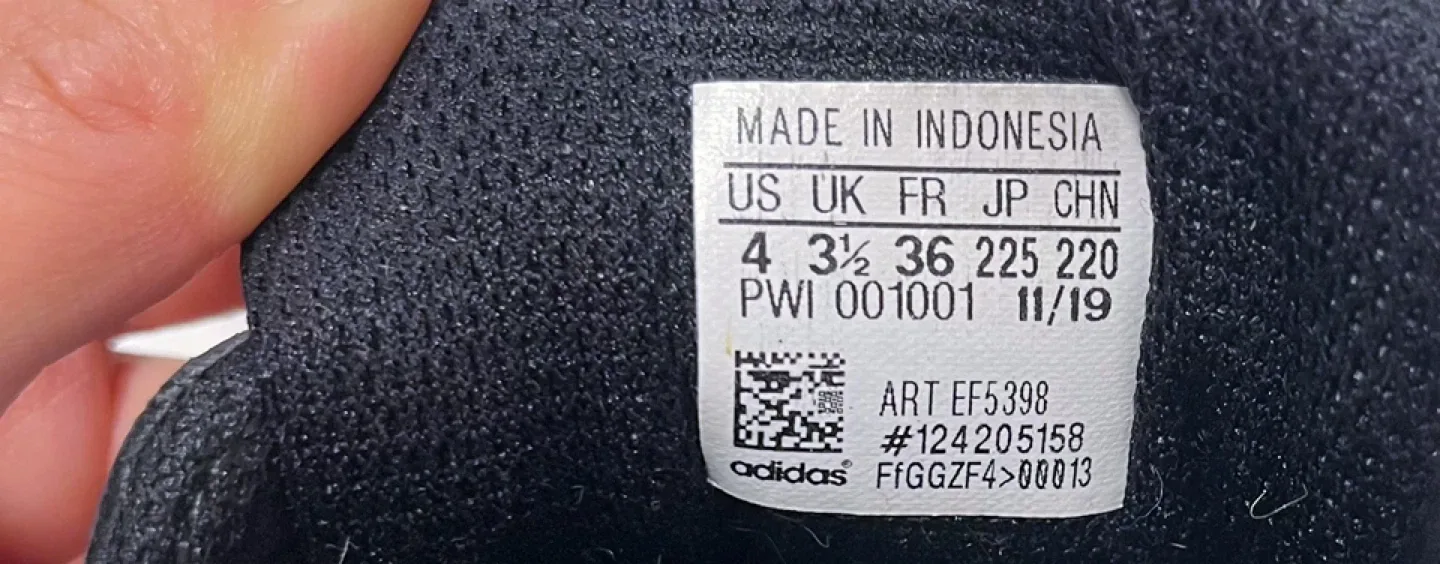 MADE IN INDONESIA
US UK FR JP CHN
4 3½ 36 225 220
PWI 001001 11/19
ART EF5398
#124205158
adidas® FfGGZF4>00013